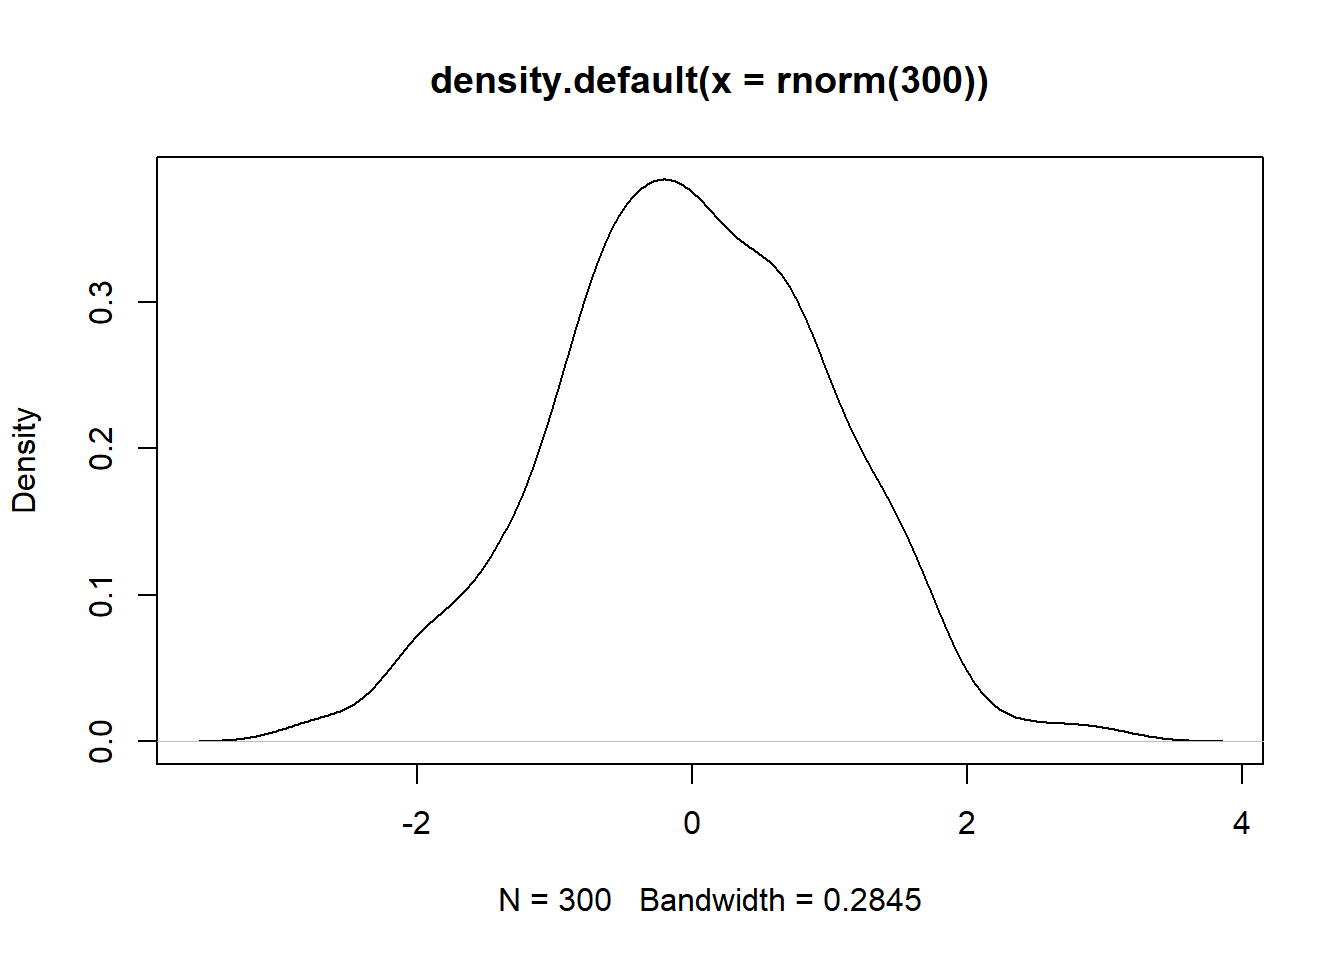 density.default(x = rnorm(300))
Density
0.3
0.2
0.1
0.0
-2 0 2 4
N = 300 Bandwidth = 0.2845